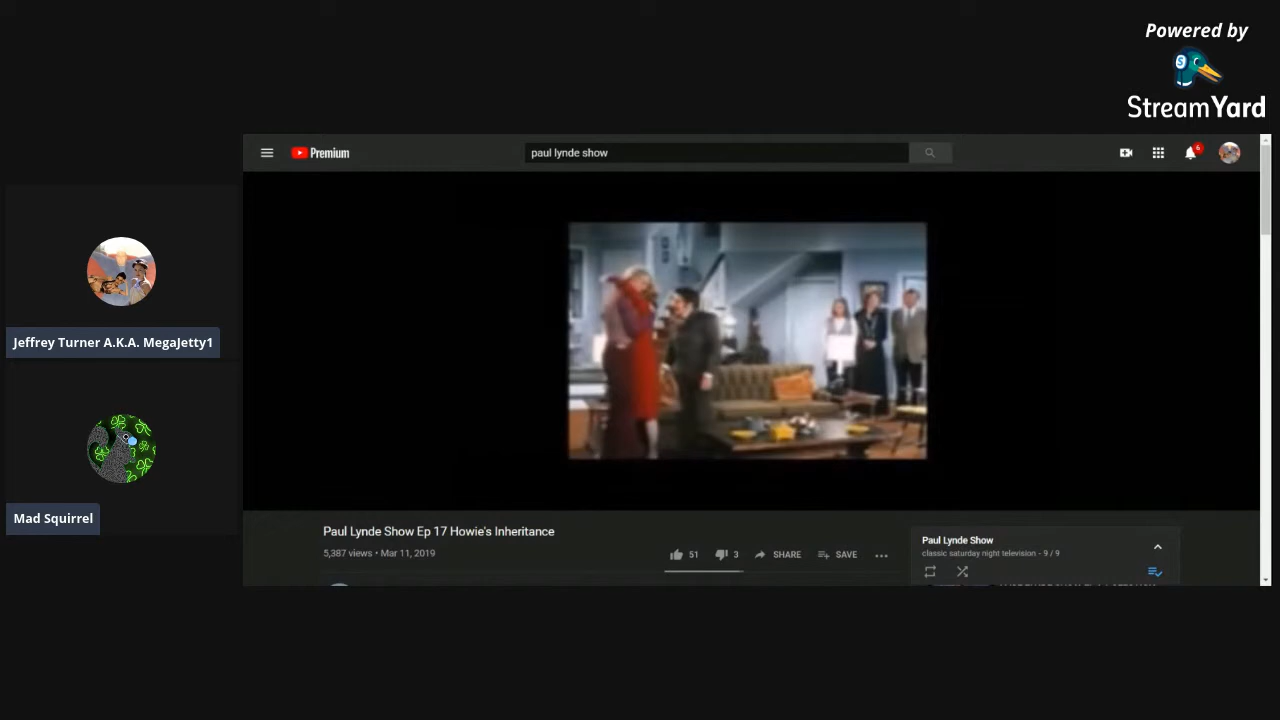 Powered by
StreamYard
Premium
paul lynde show
6
Jeffrey Turner A.K.A. MegaJetty1
Mad Squirrel
Paul Lynde Show Ep 17 Howie's Inheritance
5,387 views • Mar 11, 2019
51
3
SHARE
SAVE
Paul Lynde Show
classic saturday night television - 9 / 9